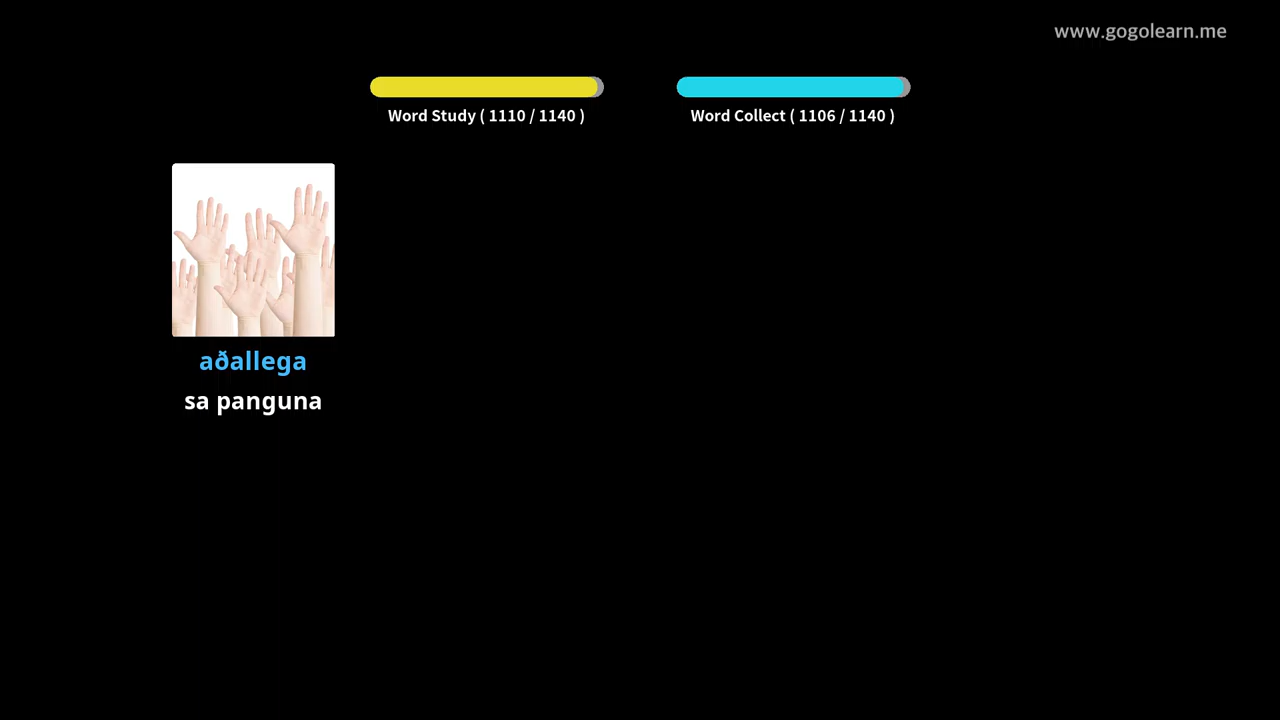 www.gogolearn.me
Word Study ( 1110 / 1140 )
Word Collect ( 1106 / 1140 )
aðallega
sa panguna